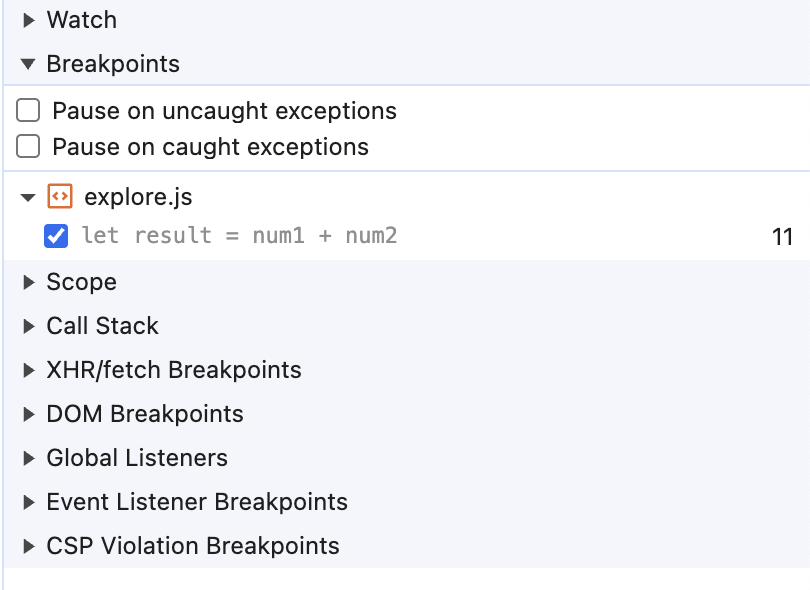 Watch
Breakpoints
Pause on uncaught exceptions
Pause on caught exceptions
explore.js
let result = num1 + num2 11
Scope
Call Stack
XHR/fetch Breakpoints
DOM Breakpoints
Global Listeners
Event Listener Breakpoints
CSP Violation Breakpoints